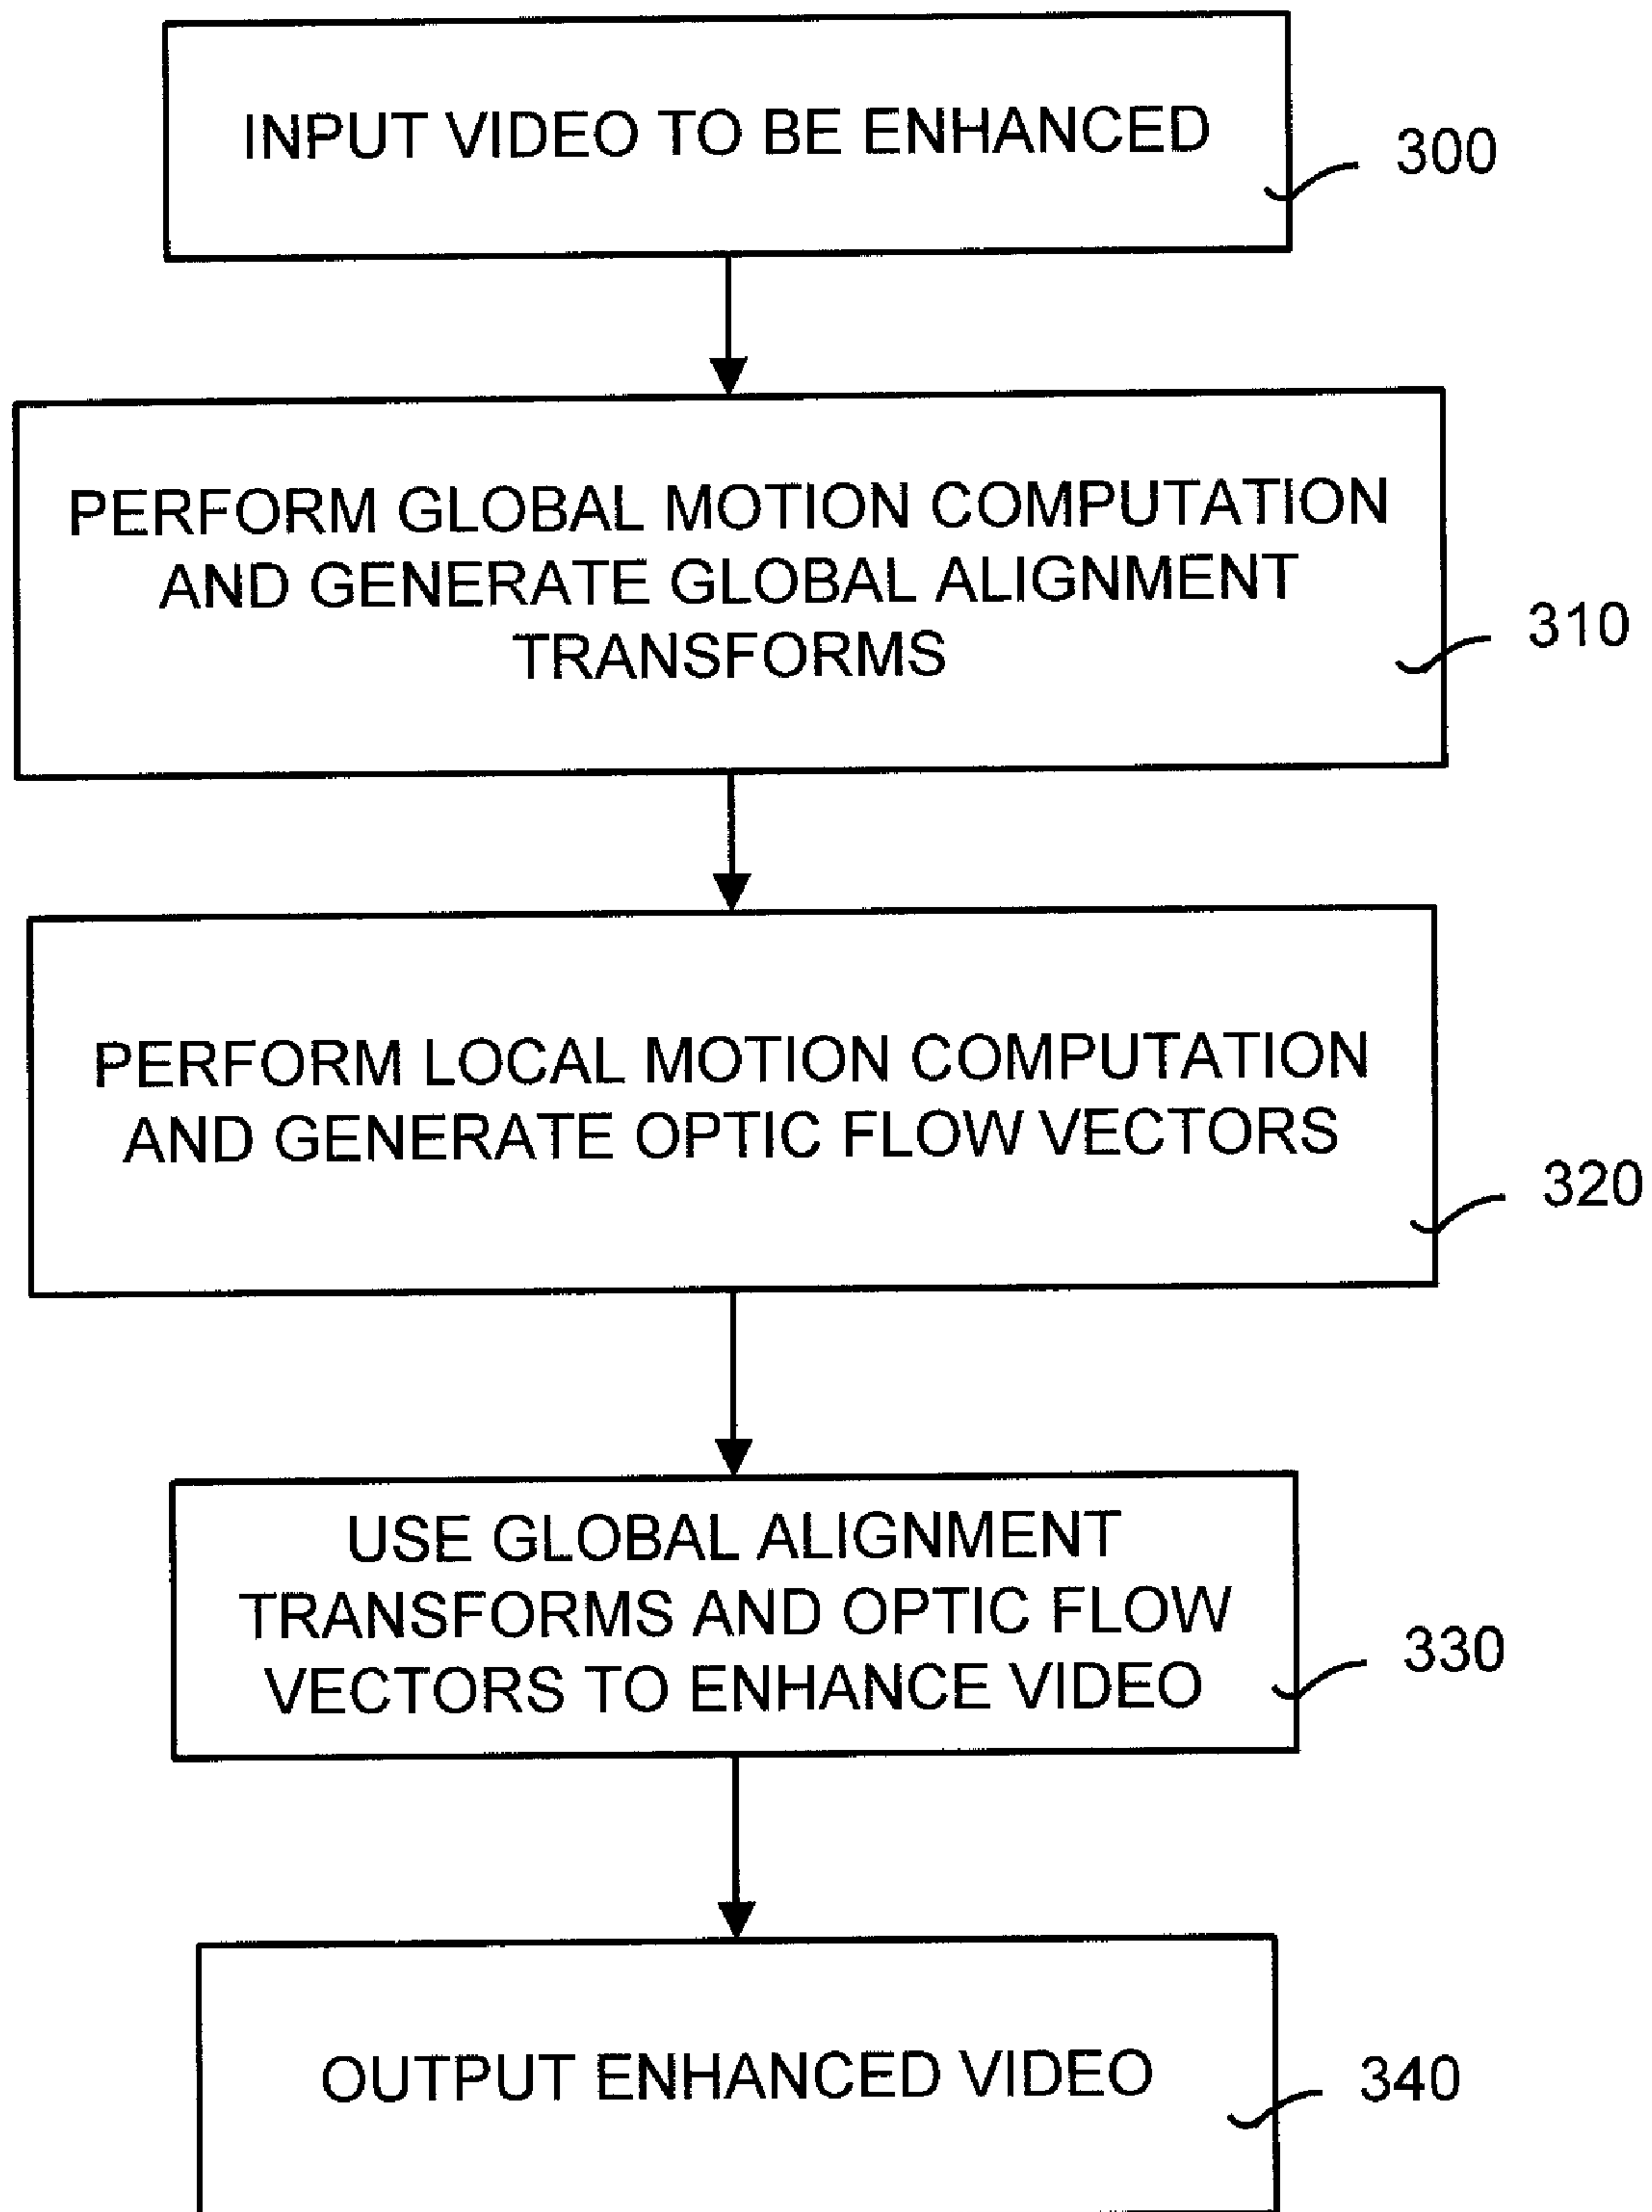 INPUT VIDEO TO BE ENHANCED
300
PERFORM GLOBAL MOTION COMPUTATION
AND GENERATE GLOBAL ALIGNMENT
TRANSFORMS
310
PERFORM LOCAL MOTION COMPUTATION
AND GENERATE OPTIC FLOW VECTORS
320
USE GLOBAL ALIGNMENT
TRANSFORMS AND OPTIC FLOW
VECTORS TO ENHANCE VIDEO
330
OUTPUT ENHANCED VIDEO
340